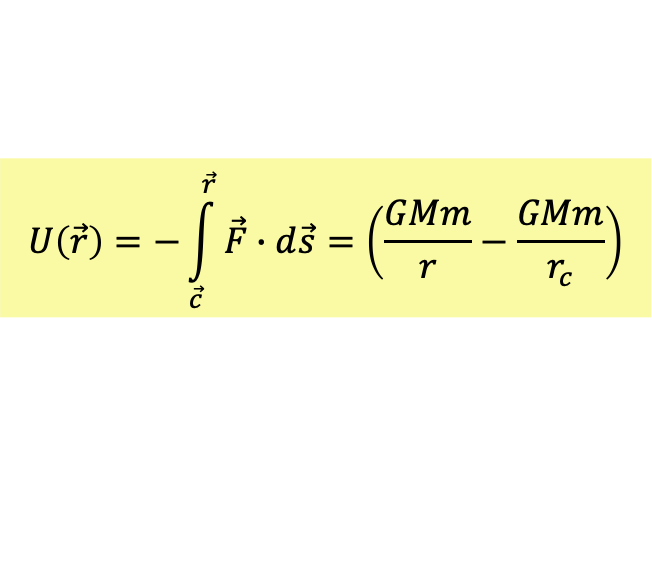 U(r⃗) = − ∫_{c⃗}^{r⃗} F⃗ · ds⃗ = (GMm/r − GMm/r_c)